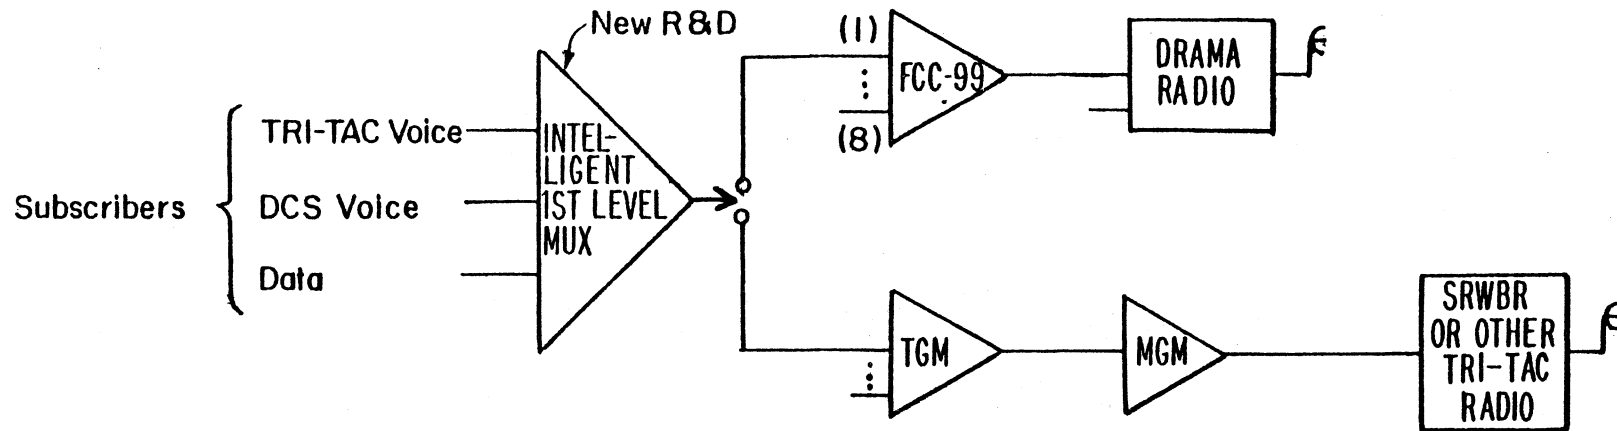 New R&D
(1)
FCC-99
(8)
DRAMA
RADIO
Subscribers
TRI-TAC Voice
DCS Voice
Data
INTEL-
LIGENT
1ST LEVEL
MUX
TGM
MGM
SRWBR
OR OTHER
TRI-TAC
RADIO